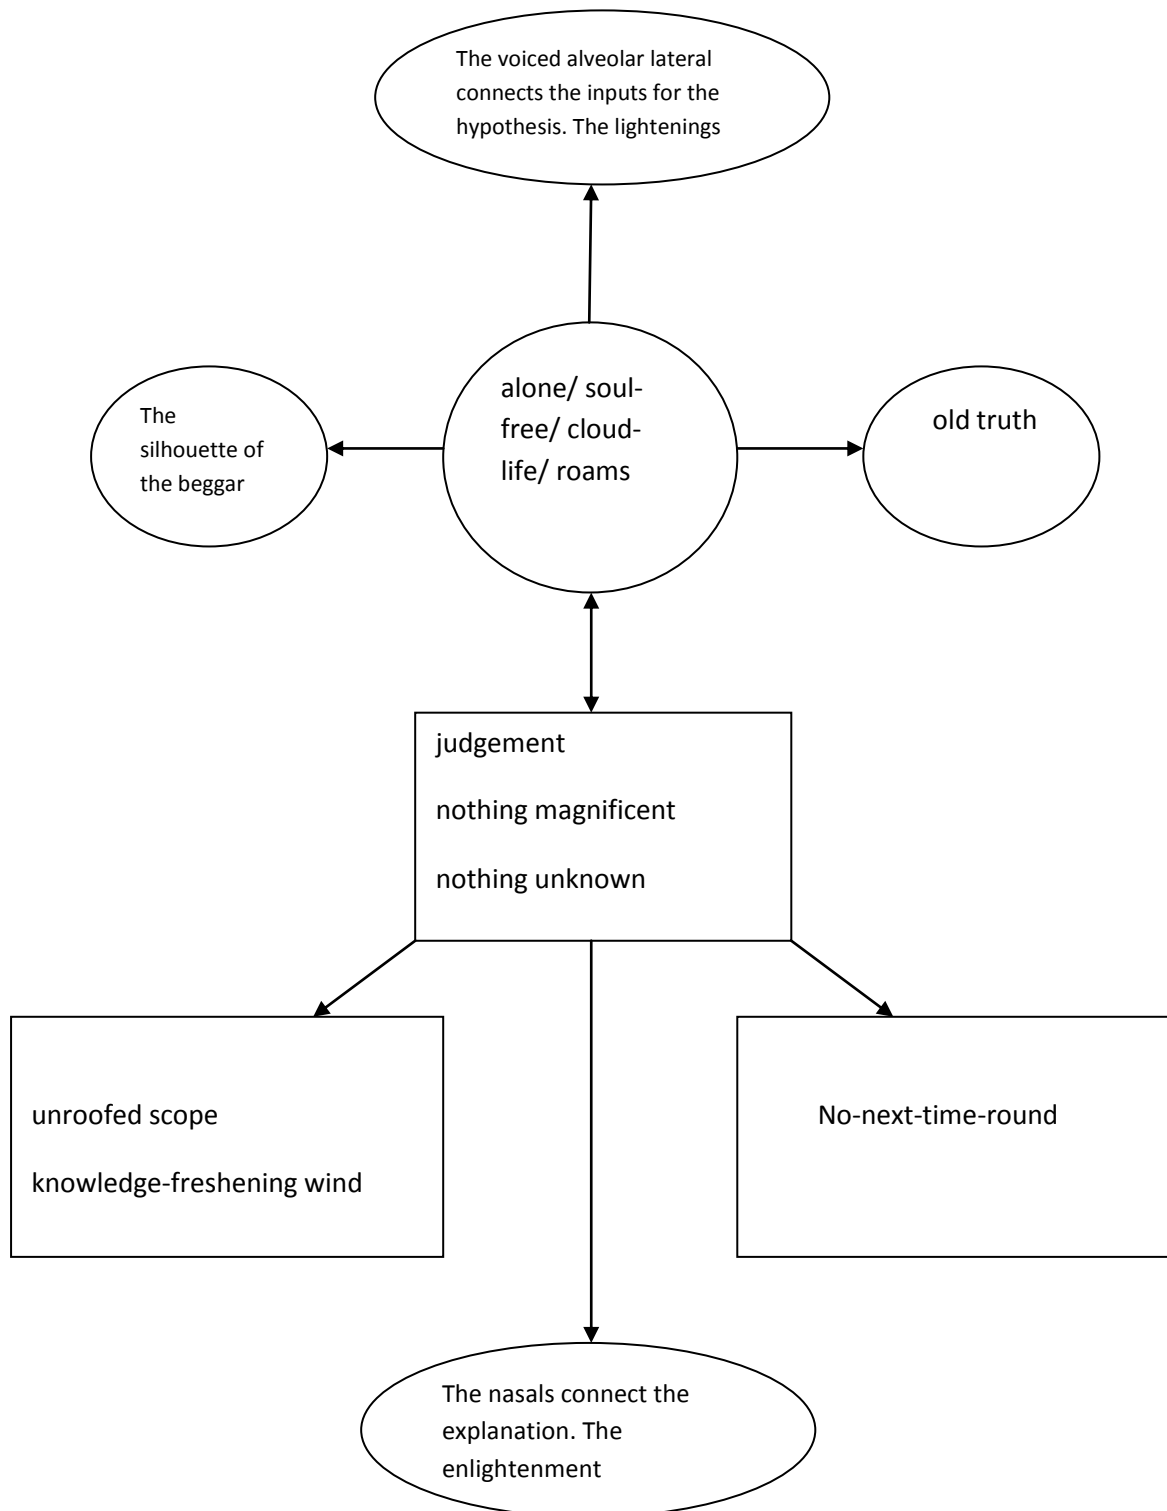 The voiced alveolar lateral
connects the inputs for the
hypothesis. The lightenings
The
silhouette of
the beggar
alone/ soul-
free/ cloud-
life/ roams
old truth
judgement
nothing magnificent
nothing unknown
unroofed scope
knowledge-freshening wind
No-next-time-round
The nasals connect the
explanation. The
enlightenment